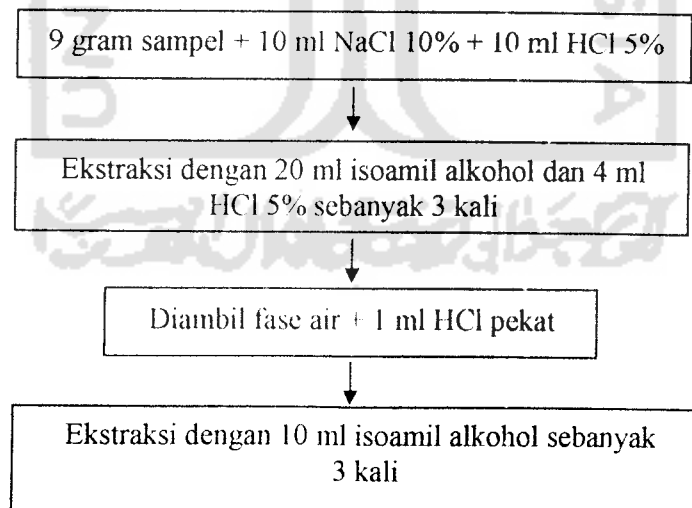 9 gram sampel + 10 ml NaCl 10% + 10 ml HCl 5%
Ekstraksi dengan 20 ml isoamil alkohol dan 4 ml
HCl 5% sebanyak 3 kali
Diambil fase air + 1 ml HCl pekat
Ekstraksi dengan 10 ml isoamil alkohol sebanyak
3 kali